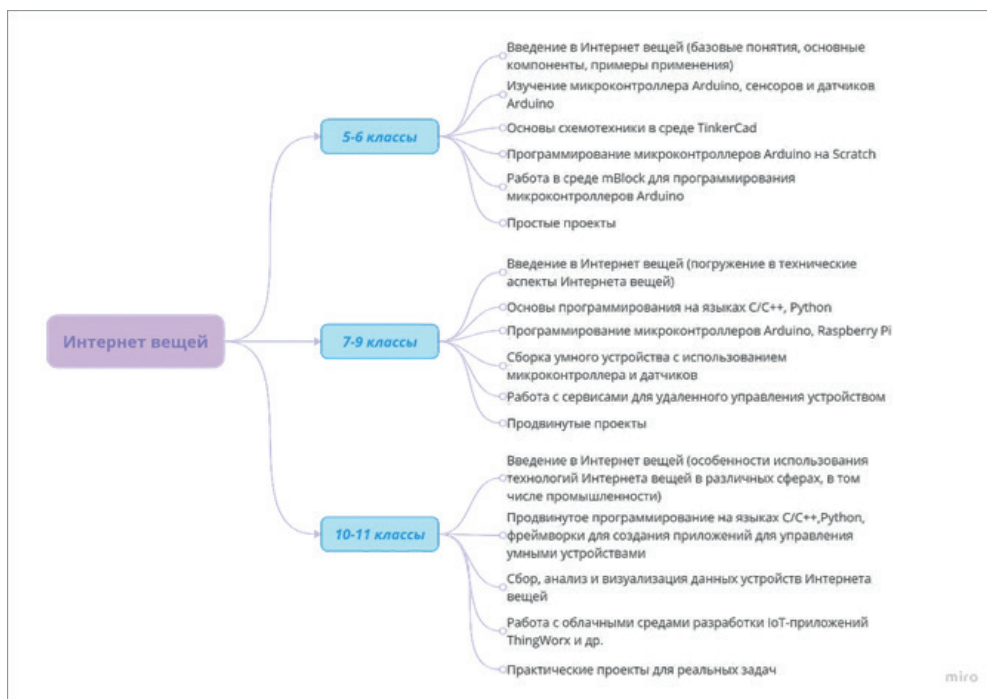 Интернет вещей
5-6 классы
Введение в Интернет вещей (базовые понятия, основные
компоненты, примеры применения)
Изучение микроконтроллера Arduino, сенсоров и датчиков
Arduino
Основы схемотехники в среде TinkerCad
Программирование микроконтроллеров Arduino на Scratch
Работа в среде mBlock для программирования
микроконтроллеров Arduino
Простые проекты
7-9 классы
Введение в Интернет вещей (погружение в технические
аспекты Интернета вещей)
Основы программирования на языках С/С++, Python
Программирование микроконтроллеров Arduino, Raspberry Pi
Сборка умного устройства с использованием
микроконтроллера и датчиков
Работа с сервисами для удаленного управления устройством
Продвинутые проекты
10-11 классы
Введение в Интернет вещей (особенности использования
технологий Интернета вещей в различных сферах, в том
числе промышленности)
Продвинутое программирование на языках С/С++,Python,
фреймворки для создания приложений для управления
умными устройствами
Сбор, анализ и визуализация данных устройств Интернета
вещей
Работа с облачными средами разработки IoT-приложений
ThingWorx и др.
Практические проекты для реальных задач
miro